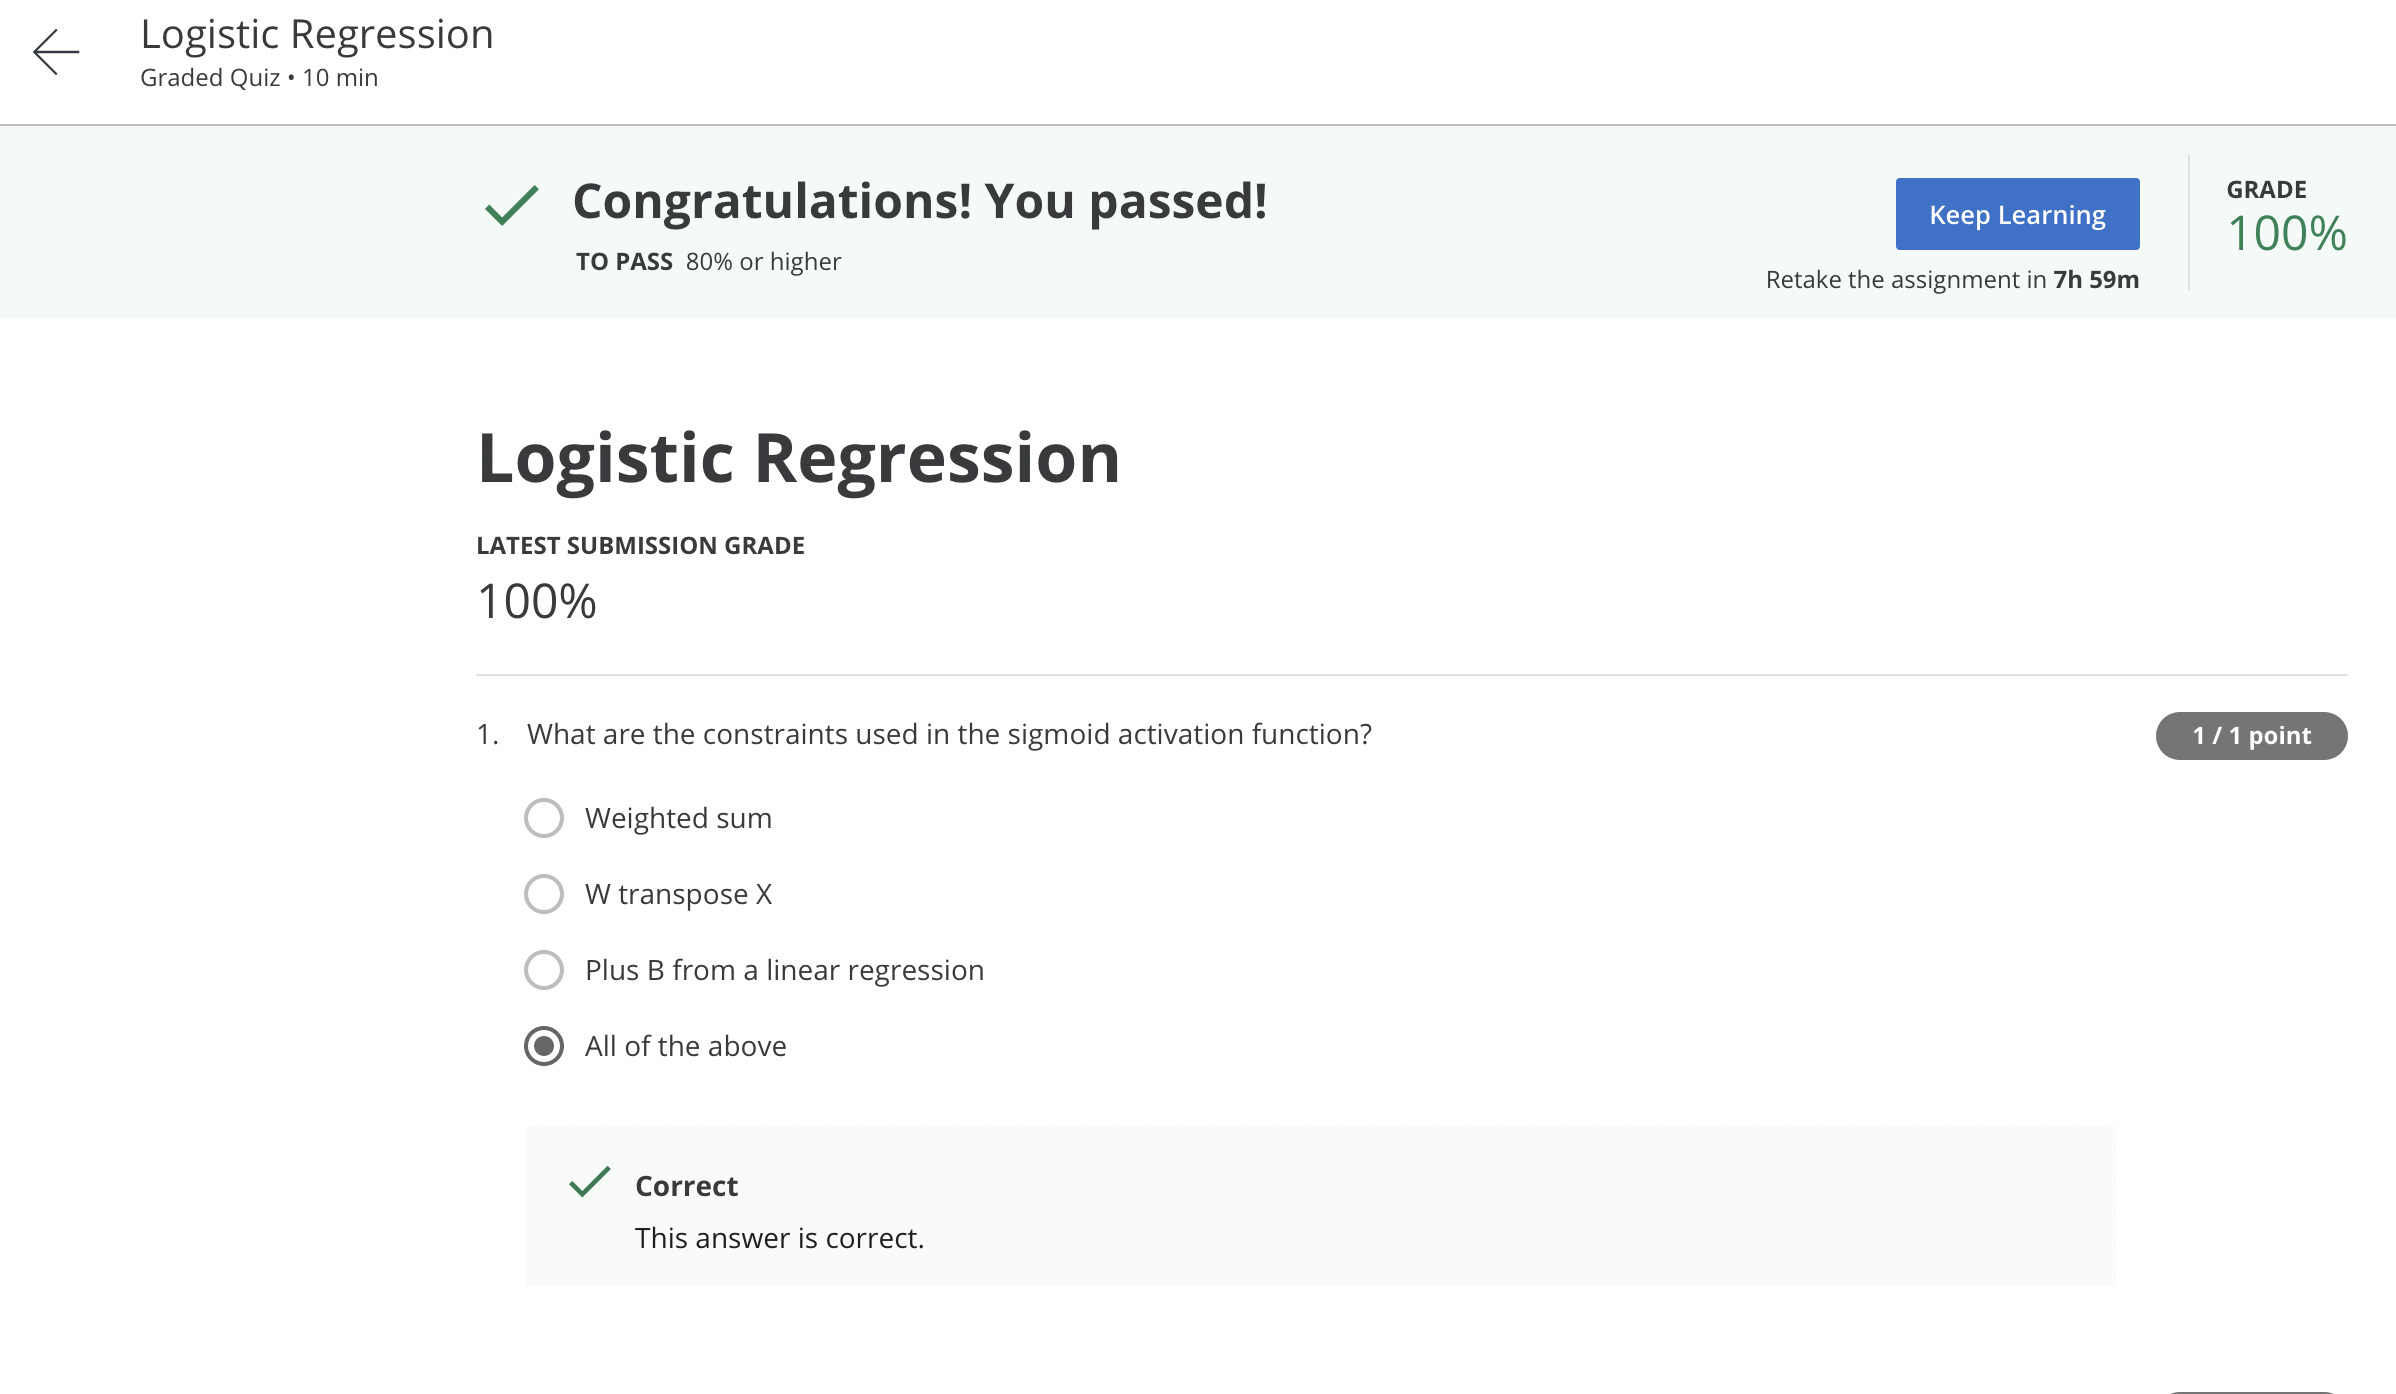 Logistic Regression
Graded Quiz • 10 min
Congratulations! You passed!
TO PASS 80% or higher
Keep Learning
Retake the assignment in 7h 59m
GRADE
100%
Logistic Regression
LATEST SUBMISSION GRADE
100%
1. What are the constraints used in the sigmoid activation function?
1 / 1 point
Weighted sum
W transpose X
Plus B from a linear regression
All of the above
Correct
This answer is correct.